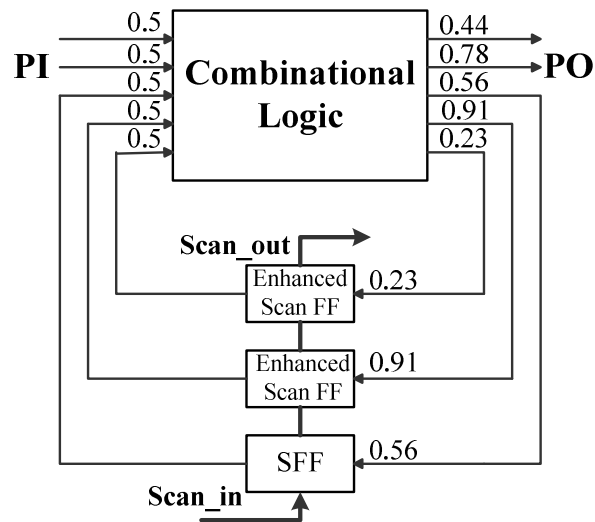 0.5
0.44
PI
0.5
Combinational
Logic
0.78
PO
0.5
0.56
0.5
0.91
0.5
0.23
Scan_out
Enhanced
Scan FF
0.23
Enhanced
Scan FF
0.91
SFF
0.56
Scan_in